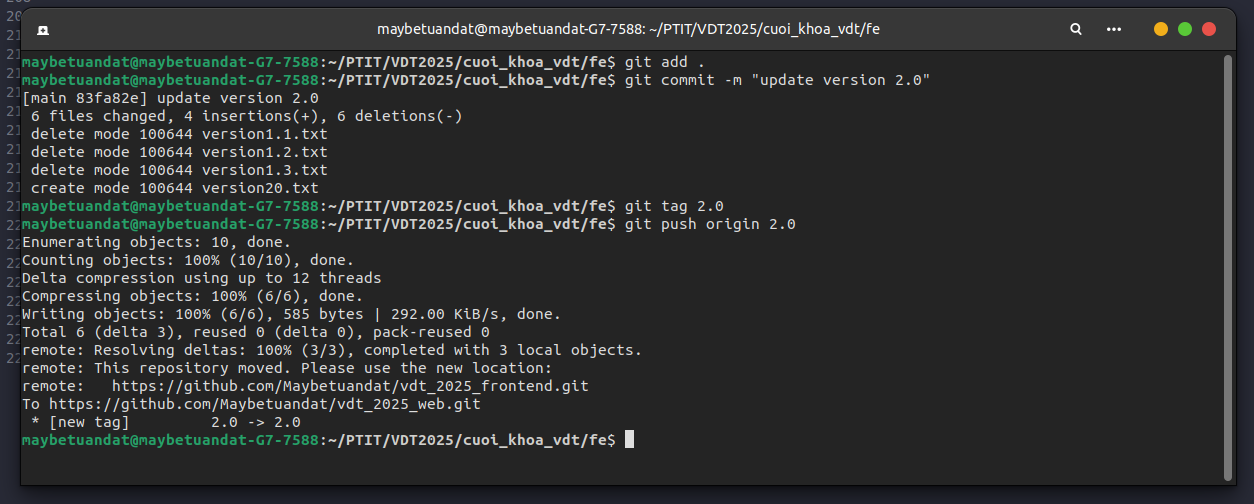 maybetuandat@maybetuandat-G7-7588: ~/PTIT/VDT2025/cuoi_khoa_vdt/fe
maybetuandat@maybetuandat-G7-7588:~/PTIT/VDT2025/cuoi_khoa_vdt/fe$ git add .
maybetuandat@maybetuandat-G7-7588:~/PTIT/VDT2025/cuoi_khoa_vdt/fe$ git commit -m "update version 2.0"
[main 83fa82e] update version 2.0
 6 files changed, 4 insertions(+), 6 deletions(-)
 delete mode 100644 version1.1.txt
 delete mode 100644 version1.2.txt
 delete mode 100644 version1.3.txt
 create mode 100644 version20.txt
maybetuandat@maybetuandat-G7-7588:~/PTIT/VDT2025/cuoi_khoa_vdt/fe$ git tag 2.0
maybetuandat@maybetuandat-G7-7588:~/PTIT/VDT2025/cuoi_khoa_vdt/fe$ git push origin 2.0
Enumerating objects: 10, done.
Counting objects: 100% (10/10), done.
Delta compression using up to 12 threads
Compressing objects: 100% (6/6), done.
Writing objects: 100% (6/6), 585 bytes | 292.00 KiB/s, done.
Total 6 (delta 3), reused 0 (delta 0), pack-reused 0
remote: Resolving deltas: 100% (3/3), completed with 3 local objects.
remote: This repository moved. Please use the new location:
remote:   https://github.com/Maybetuandat/vdt_2025_frontend.git
To https://github.com/Maybetuandat/vdt_2025_web.git
 * [new tag]         2.0 -> 2.0
maybetuandat@maybetuandat-G7-7588:~/PTIT/VDT2025/cuoi_khoa_vdt/fe$